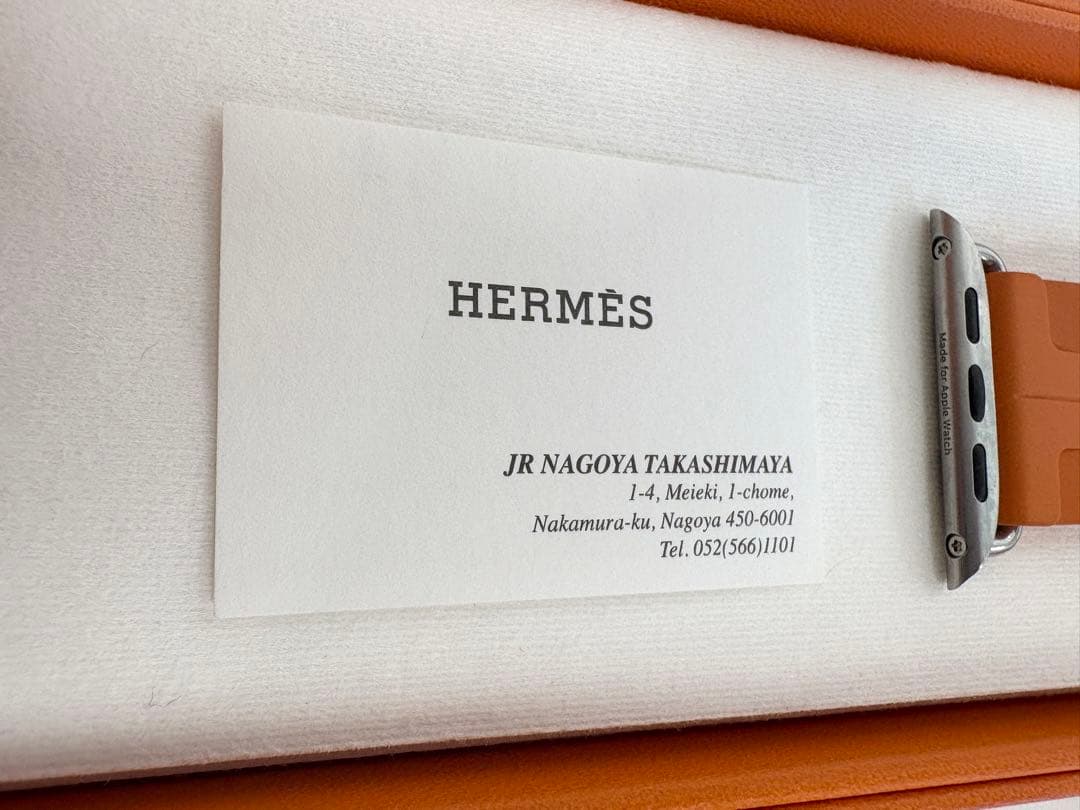 HERMÈS
JR NAGOYA TAKASHIMAYA
1-4, Meieki, 1-chome,
Nakamura-ku, Nagoya 450-6001
Tel. 052(566)1101
Made for Apple Watch